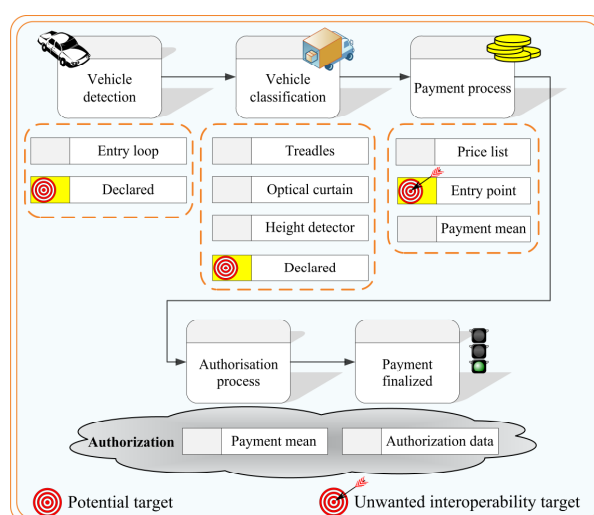 Vehicle
detection
Vehicle
classification
Payment process
Entry loop
Declared
Treadles
Optical curtain
Height detector
Declared
Price list
Entry point
Payment mean
Authorisation
process
Payment
finalized
Authorization
Payment mean
Authorization data
Potential target
Unwanted interoperability target